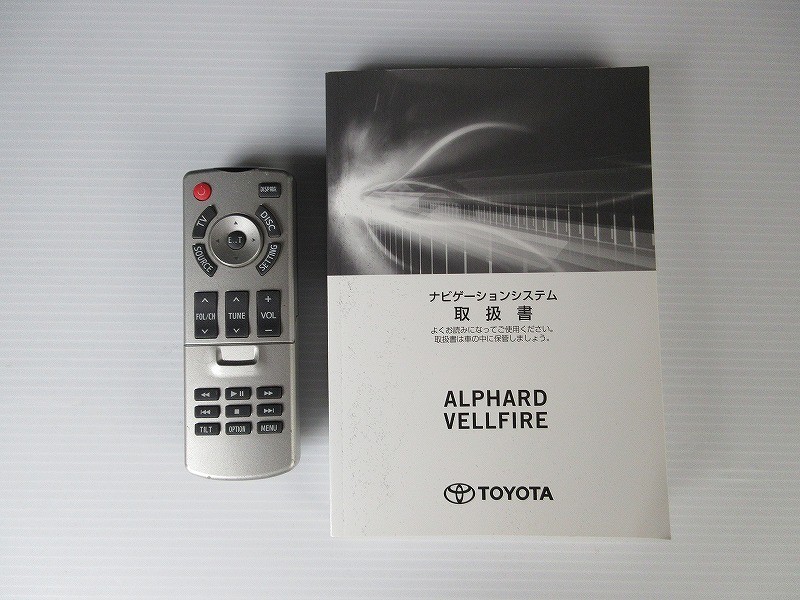 TV
DISC
SOURCE
SETTING
FOL/CH
TUNE
VOL
TILT
OPTION
MENU
ナビゲーションシステム
取扱書
よくお読みになってご使用ください。
取扱書は車の中に保管しましょう。
ALPHARD
VELLFIRE
TOYOTA